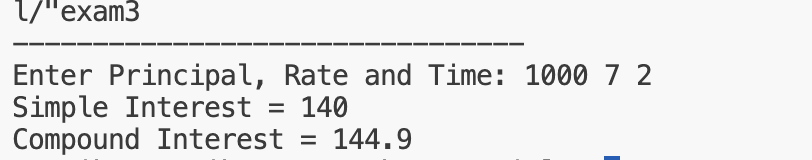 l/"exam3
---------------------------------
Enter Principal, Rate and Time: 1000 7 2
Simple Interest = 140
Compound Interest = 144.9